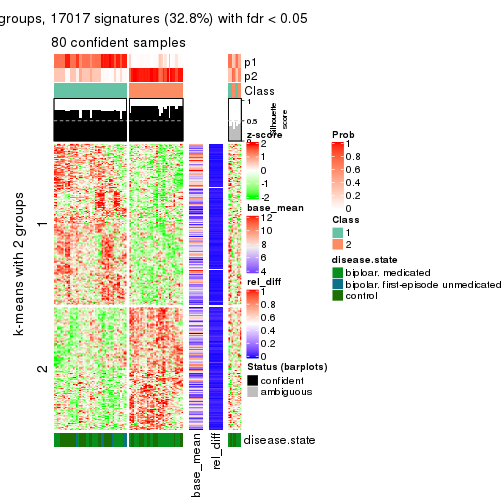 groups, 17017 signatures (32.8%) with fdr < 0.05
80 confident samples
p1
p2
Class
1
0.5
0
Silhouette
score
z-score
2
1
0
-1
-2
base_mean
12
10
8
6
4
rel_diff
1
0.8
0.6
0.4
0.2
0
Status (barplots)
confident
ambiguous
Prob
1
0.8
0.6
0.4
0.2
0
Class
1
2
disease.state
bipolar. medicated
bipolar. first-episode unmedicated
control
k-means with 2 groups
1
2
disease.state
base_mean
rel_diff